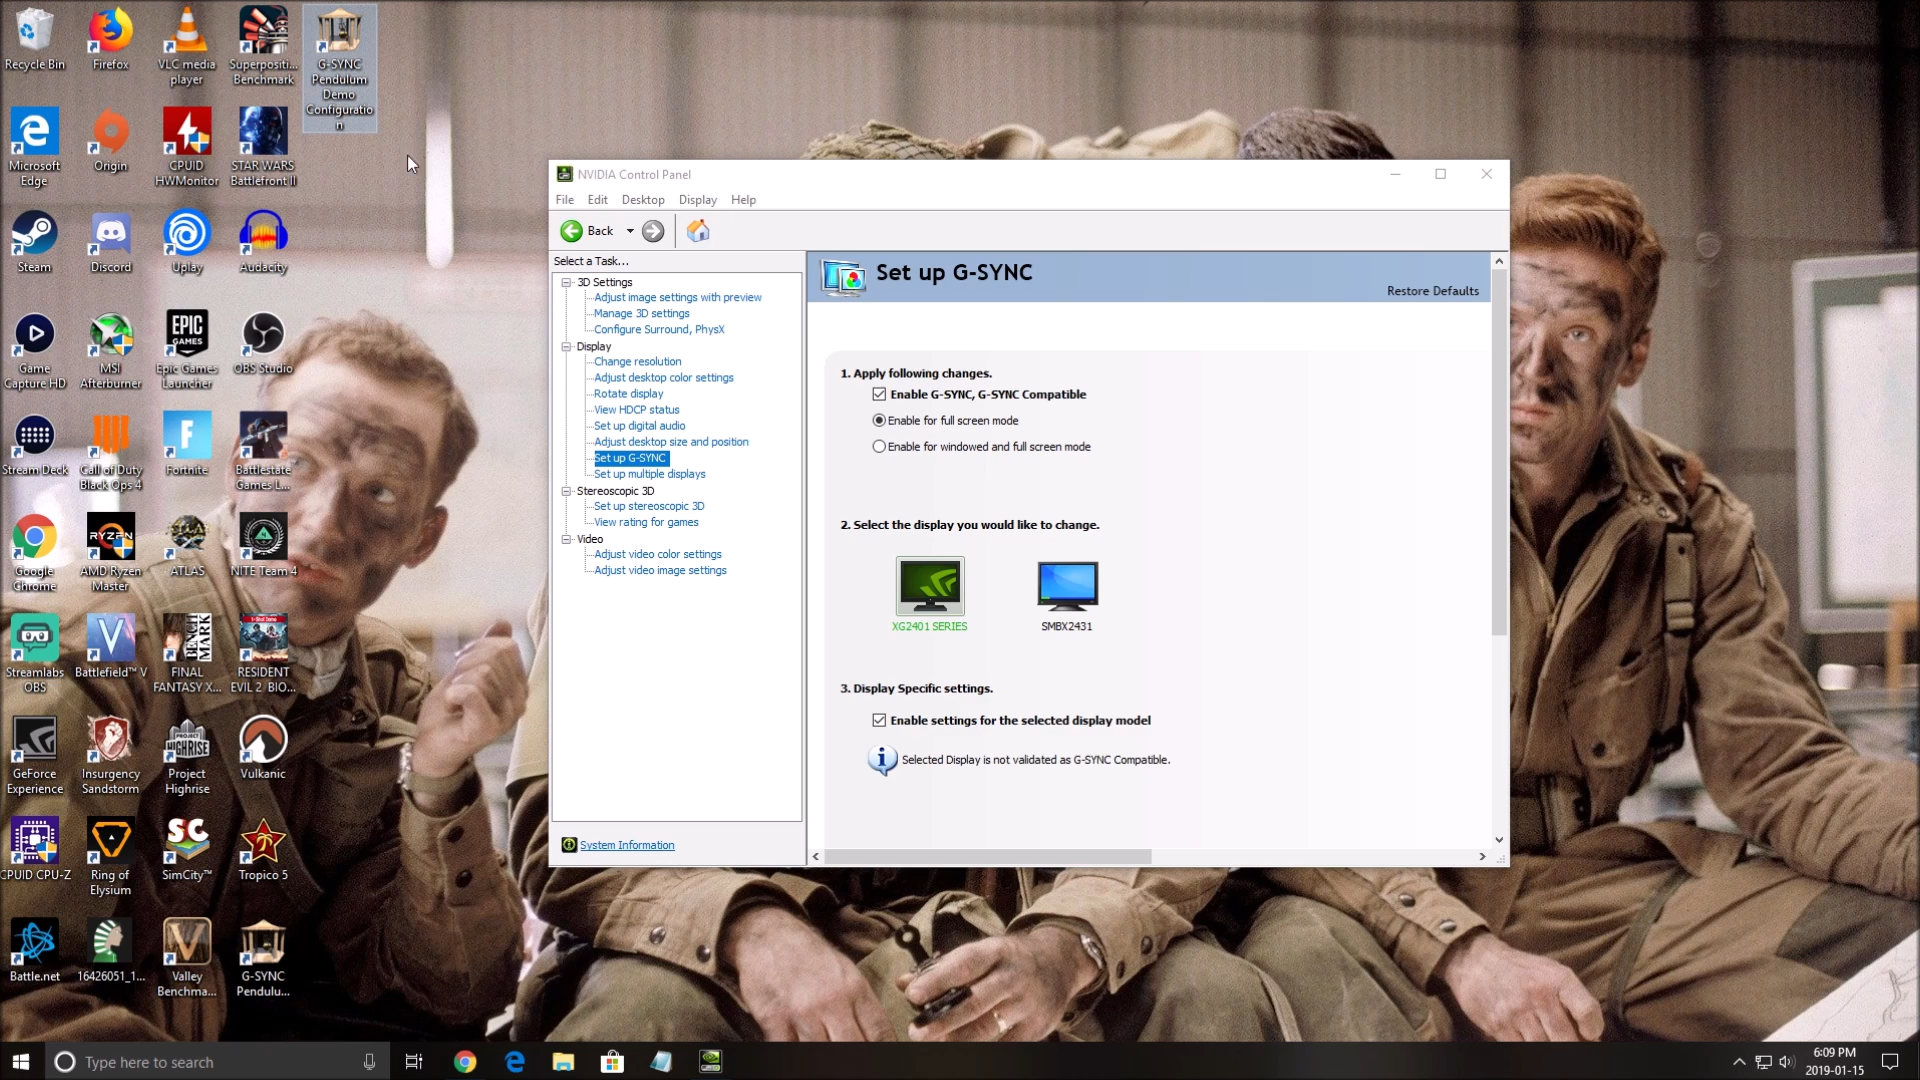 Recycle Bin
Firefox
VLC media
player
Superpositi...
Benchmark
G-SYNC
Pendulum
Demo
Configuratio
n
Microsoft
Edge
Origin
CPUID
HWMonitor
STAR WARS
Battlefront II
Steam
Discord
Uplay
Audacity
Game
Capture HD
MSI
Afterburner
EPIC
GAMES
Epic Games
Launcher
OBS Studio
Stream Deck
Call of Duty
Black Ops 4
F
Fortnite
Battlestate
Games L...
Google
Chrome
RYZEN
AMD Ryzen
Master
ATLAS
NITE Team 4
Streamlabs
OBS
V
Battlefield™ V
BENCH
MARK
FINAL
FANTASY X...
RESIDENT
EVIL 2 BIO...
GeForce
Experience
Insurgency
Sandstorm
PROJECT
HIGHRISE
Project
Highrise
Vulkanic
CPUID CPU-Z
Ring of
Elysium
SC
SimCity™
Tropico 5
Battle.net
16426051_1...
V
Valley
Benchma...
G-SYNC
Pendulu...
NVIDIA Control Panel
File Edit Desktop Display Help
Back
Select a Task...
3D Settings
Adjust image settings with preview
Manage 3D settings
Configure Surround, PhysX
Display
Change resolution
Adjust desktop color settings
Rotate display
View HDCP status
Set up digital audio
Adjust desktop size and position
Set up G-SYNC
Set up multiple displays
Stereoscopic 3D
Set up stereoscopic 3D
View rating for games
Video
Adjust video color settings
Adjust video image settings
System Information
Set up G-SYNC
Restore Defaults
1. Apply following changes.
Enable G-SYNC, G-SYNC Compatible
Enable for full screen mode
Enable for windowed and full screen mode
2. Select the display you would like to change.
XG2401 SERIES
SMBX2431
3. Display Specific settings.
Enable settings for the selected display model
Selected Display is not validated as G-SYNC Compatible.
Type here to search
6:09 PM
2019-01-15